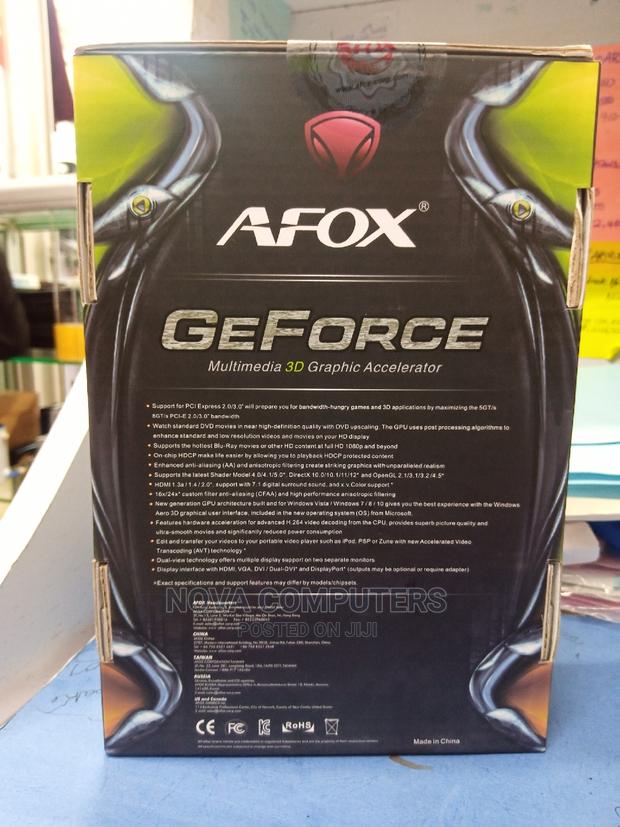 www.afox-corp.com
AFOX®
GEFORCE
Multimedia 3D Graphic Accelerator
• Support for PCI Express 2.0/3.0* will prepare you for bandwidth-hungry games and 3D applications by maximizing the 5GT/s
8GT/s PCI-E 2.0/3.0* bandwidth
• Watch standard DVD movies in near high-definition quality with DVD upscaling. The GPU uses post processing algorithms to
enhance standard and low resolution videos and movies on your HD display
• Supports the hottest Blu-Ray movies or other HD content at full HD 1080p and beyond
• On-chip HDCP make life easier by allowing you to playback HDCP protected content
• Enhanced anti-aliasing (AA) and anisotropic filtering create striking graphics with unparalleled realism
• Supports the latest Shader Model 4.0/4.1/5.0*, DirectX 10.0/10.1/11/12* and OpenGL 2.1/3.1/3.2/4.5*
• HDMI 1.3a / 1.4 / 2.0*, support with 7.1 digital surround sound, and x.v.Color support*
• 16x/24x* custom filter anti-aliasing (CFAA) and high performance anisotropic filtering
• New generation GPU architecture built and for Windows Vista / Windows 7 / 8 / 10 gives you the best experience with the Windows
Aero 3D graphical user interface, included in the new operating system (OS) from Microsoft.
• Features hardware acceleration for advanced H.264 video decoding from the CPU, provides superb picture quality and
ultra-smooth movies and significantly reduced power consumption.
• Edit and transfer your videos to your portable video player such as iPod, PSP or Zune with new Accelerated Video
Transcoding (AVT) technology*
• Dual-view technology offers multiple display support on two separate monitors
• Display interface with HDMI, VGA, DVI / Dual-DVI* and DisplayPort* (outputs may be optional or require adapter)
*Exact specifications and support features may differ by models/chipsets.
NOVA COMPUTERS
POSTED ON JIJI
AFOX Headquarters
CHINA
TAIWAN
RUSSIA
US and Canada
CE FC RoHS
Made in China